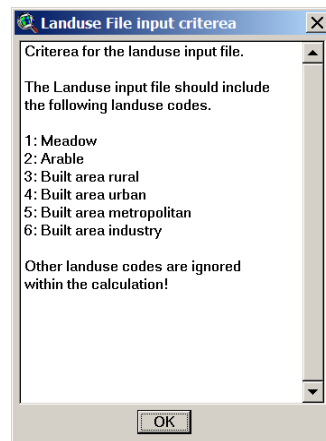 Landuse File input criterea
Criterea for the landuse input file.
The Landuse input file should include
the following landuse codes.
1: Meadow
2: Arable
3: Built area rural
4: Built area urban
5: Built area metropolitan
6: Built area industry
Other landuse codes are ignored
within the calculation!
OK